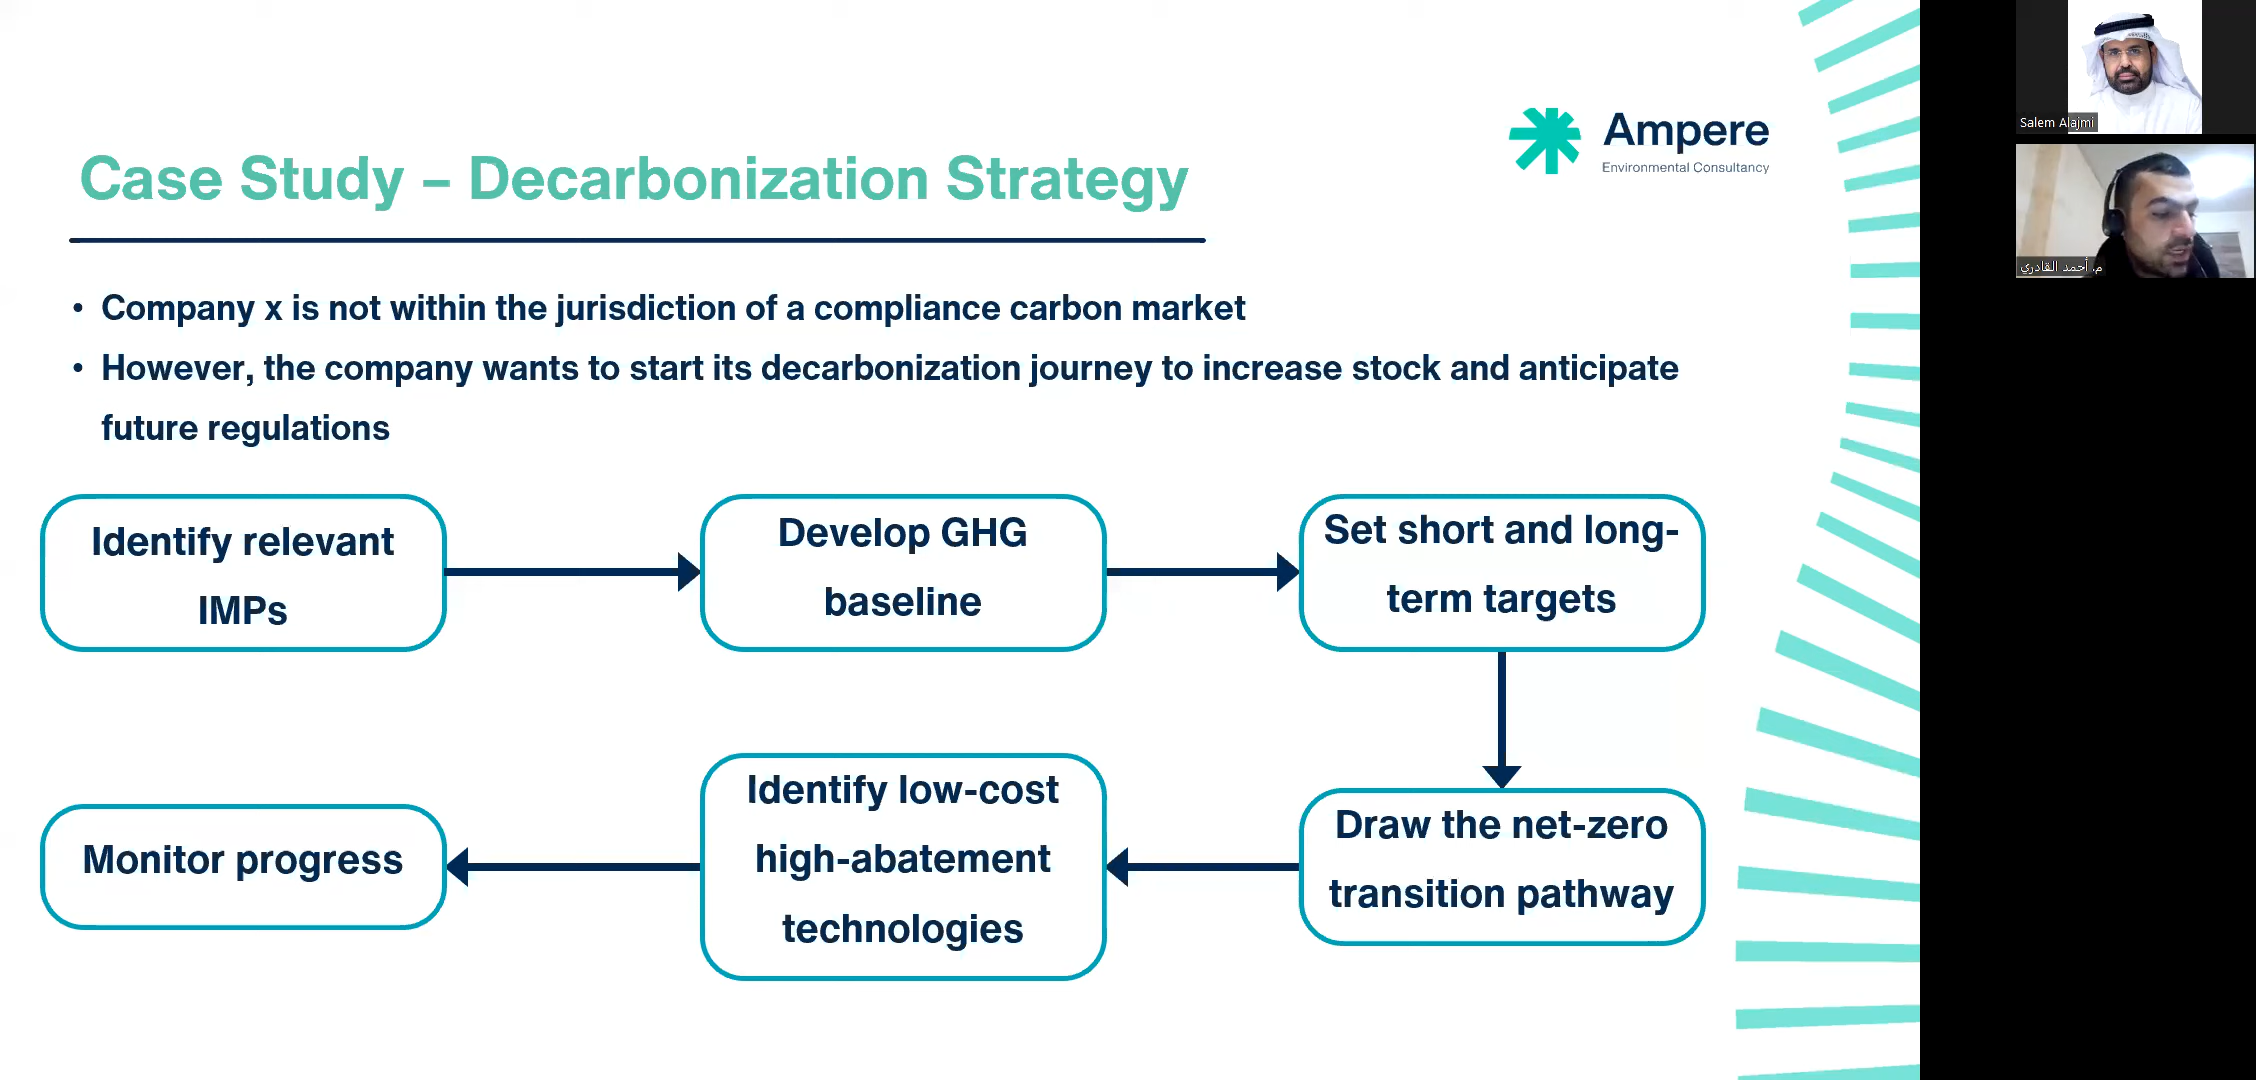 Ampere
Environmental Consultancy
Case Study – Decarbonization Strategy
• Company x is not within the jurisdiction of a compliance carbon market
• However, the company wants to start its decarbonization journey to increase stock and anticipate
future regulations
Identify relevant
IMPs
Develop GHG
baseline
Set short and long-
term targets
Draw the net-zero
transition pathway
Identify low-cost
high-abatement
technologies
Monitor progress
Salem Alajmi
م. أحمد القادري